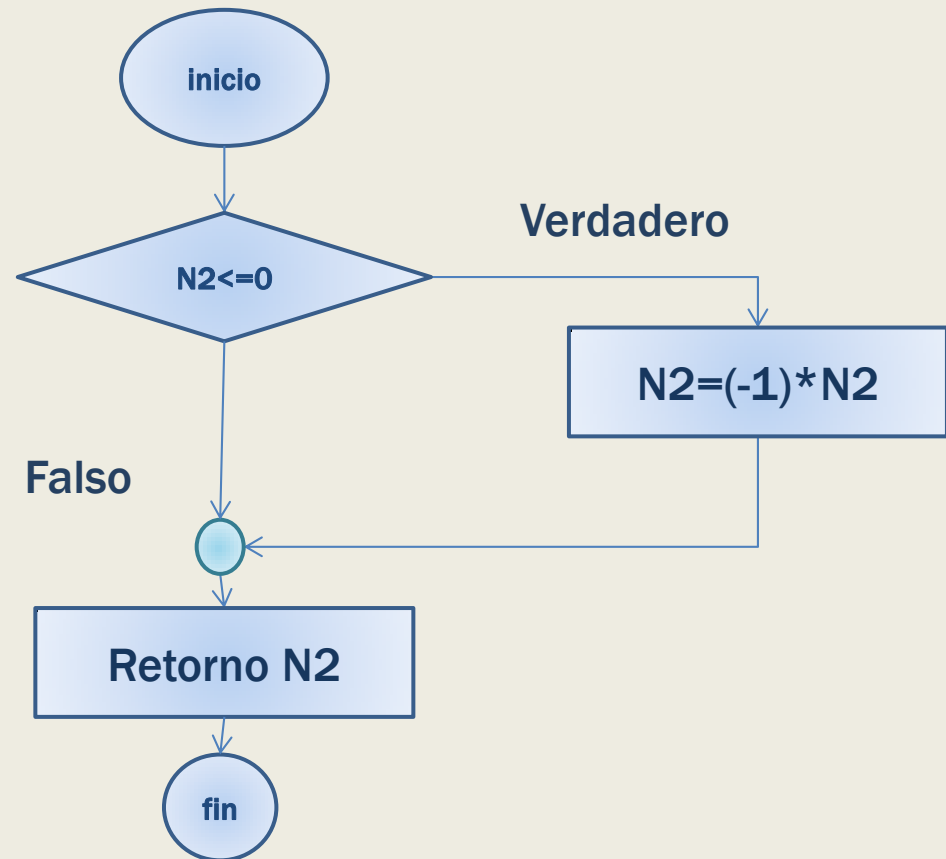 inicio
Verdadero
N2<=0
N2=(-1)*N2
Falso
Retorno N2
fin